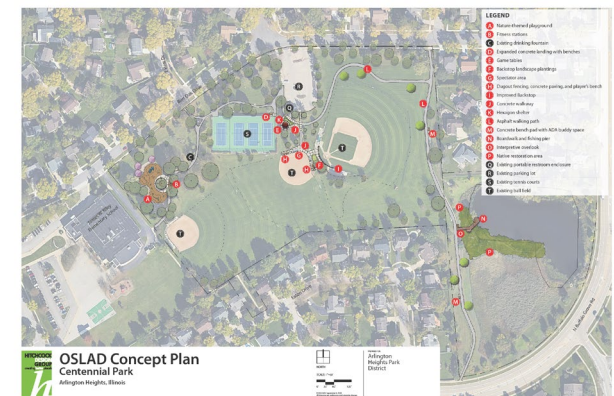 LEGEND
A Nature-themed playground
B Fitness stations
C Existing drinking fountain
D Expanded concrete landing with benches
E Game tables
F Backstop landscape plantings
G Spectator area
H Dugout fencing, concrete paving, and player's bench
I Improved Backstop
J Concrete walkway
K Hexagon shelter
L Asphalt walking path
M Concrete bench pad with ADA buddy space
N Boardwalk and fishing pier
O Interpretive overlook
P Native restoration area
Q Existing portable restroom enclosure
R Existing parking lot
S Existing tennis courts
T Existing ball field
L
R
Q
D
K
L
E
J
S
M
J
T
C
H
G
F
H
I
T
B
A
P
N
T
O
P
M
HITCHCOCK
GROUP
OSLAD Concept Plan
Centennial Park
Arlington Heights, Illinois
NORTH
Arlington
Heights Park
District